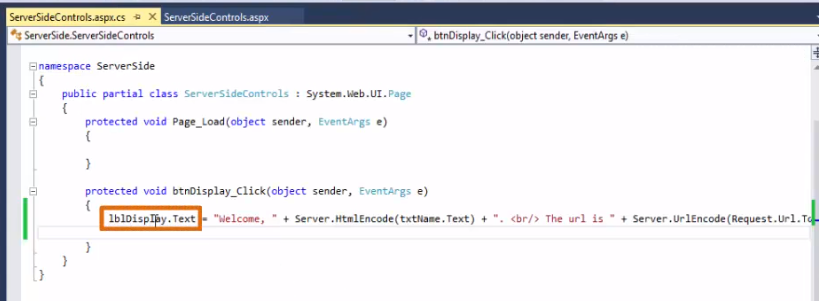 ServerSideControls.aspx.cs ServerSideControls.aspx
ServerSide.ServerSideControls btnDisplay_Click(object sender, EventArgs e)
namespace ServerSide
{
public partial class ServerSideControls : System.Web.UI.Page
{
protected void Page_Load(object sender, EventArgs e)
{
}
protected void btnDisplay_Click(object sender, EventArgs e)
{
lblDisplay.Text = "Welcome, " + Server.HtmlEncode(txtName.Text) + ". <br/> The url is " + Server.UrlEncode(Request.Url.To
}
}
}